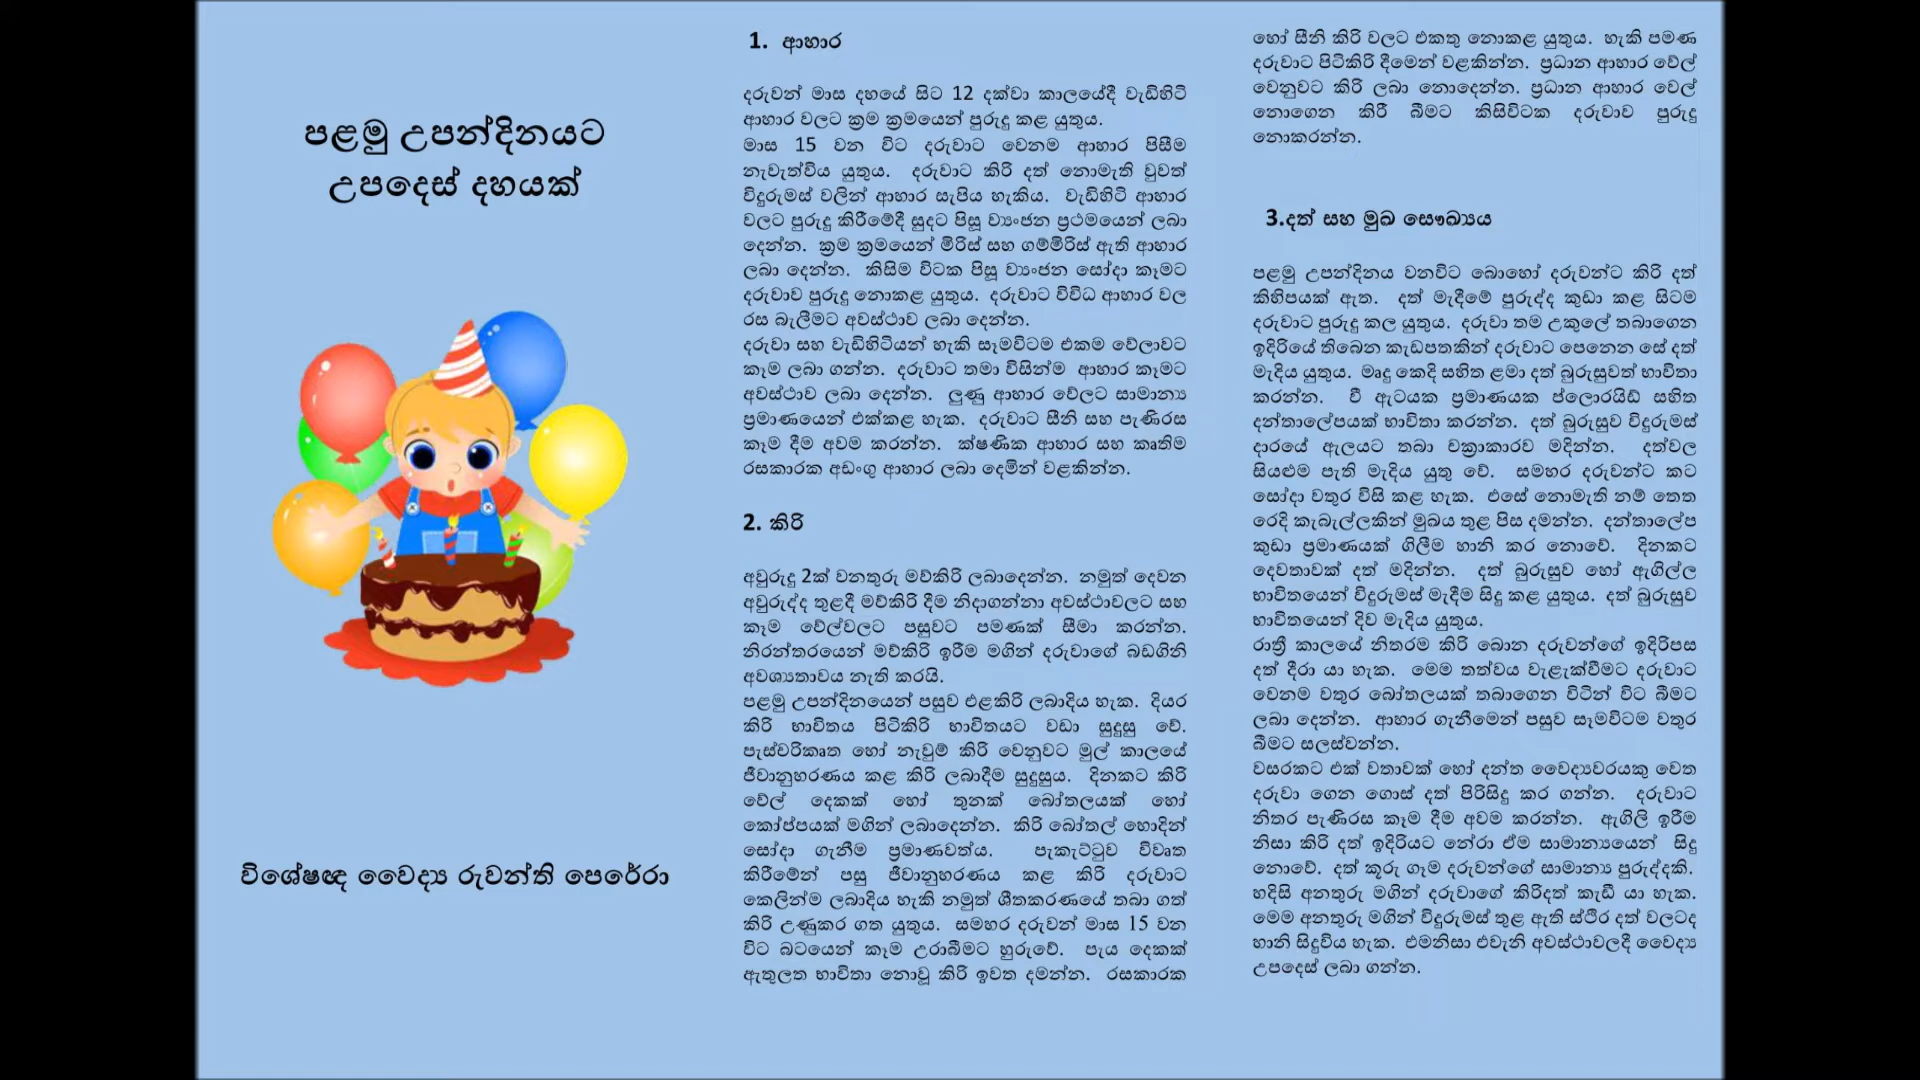 පළමු උපන්දිනයට
උපදෙස් දහයක්
විශේෂඥ වෛද්‍ය රුවන්ති පෙරේරා
1. ආහාර
දරුවන් මාස දහයේ සිට 12 දක්වා කාලයේදී වැඩිහිටි
ආහාර වලට ක්‍රම ක්‍රමයෙන් පුරුදු කළ යුතුය.
මාස 15 වන විට දරුවාට වෙනම ආහාර පිසීම
නැවැත්විය යුතුය. දරුවාට කිරි දත් නොමැති වුවත්
විදුරුමස් වලින් ආහාර සැපිය හැකිය. වැඩිහිටි ආහාර
වලට පුරුදු කිරීමේදී සුදට පිසූ ව්‍යංජන ප්‍රථමයෙන් ලබා
දෙන්න. ක්‍රම ක්‍රමයෙන් මිරිස් සහ ගම්මිරිස් ඇති ආහාර
ලබා දෙන්න. කිසිම විටක පිසූ ව්‍යංජන සෝදා කෑමට
දරුවාව පුරුදු නොකළ යුතුය. දරුවාට විවිධ ආහාර වල
රස බැලීමට අවස්ථාව ලබා දෙන්න.
දරුවා සහ වැඩිහිටියන් හැකි සෑමවිටම එකම වේලාවට
කෑම ලබා ගන්න. දරුවාට තමා විසින්ම ආහාර කෑමට
අවස්ථාව ලබා දෙන්න. ලුණු ආහාර වේලට සාමාන්‍ය
ප්‍රමාණයෙන් එක්කළ හැක. දරුවාට සීනි සහ පැණිරස
කෑම දීම අවම කරන්න. ක්ෂණික ආහාර සහ කෘතිම
රසකාරක අඩංගු ආහාර ලබා දෙමින් වළකින්න.
2. කිරි
අවුරුදු 2ක් වනතුරු මව්කිරි ලබාදෙන්න. නමුත් දෙවන
අවුරුද්ද තුළදී මව්කිරි දීම නිදාගන්නා අවස්ථාවලට සහ
කෑම වේල්වලට පසුවට පමණක් සීමා කරන්න.
නිරන්තරයෙන් මව්කිරි ඉරීම මගින් දරුවාගේ බඩගිනි
අවශ්‍යතාවය නැති කරයි.
පළමු උපන්දිනයෙන් පසුව එළකිරි ලබාදිය හැක. දියර
කිරි භාවිතය පිටිකිරි භාවිතයට වඩා සුදුසු වේ.
පැස්චරිකෘත හෝ නැවුම් කිරි වෙනුවට මුල් කාලයේ
ජීවානුහරණය කළ කිරි ලබාදීම සුදුසුය. දිනකට කිරි
වේල් දෙකක් හෝ තුනක් බෝතලයක් හෝ
කෝප්පයක් මගින් ලබාදෙන්න. කිරි බෝතල් හොදින්
සෝදා ගැනීම ප්‍රමාණවත්ය. පැකැට්ටුව විවෘත
කිරීමේන් පසු ජීවානුහරණය කළ කිරි දරුවාට
කෙලින්ම ලබාදිය හැකි නමුත් ශීතකරණයේ තබා ගත්
කිරි උණුකර ගත යුතුය. සමහර දරුවන් මාස 15 වන
විට බටයෙන් කෑම උරාබීමට හුරුවේ. පැය දෙකක්
ඇතුලත භාවිතා නොවූ කිරි ඉවත දමන්න. රසකාරක
හෝ සීනි කිරි වලට එකතු නොකළ යුතුය. හැකි පමණ
දරුවාට පිටිකිරි දීමෙන් වළකින්න. ප්‍රධාන ආහාර වේල්
වෙනුවට කිරි ලබා නොදෙන්න. ප්‍රධාන ආහාර වෙල්
නොගෙන කිරි බීමට කිසිවිටක දරුවාව පුරුදු
නොකරන්න.
3.දත් සහ මුඛ සෞඛ්‍යය
පළමු උපන්දිනය වනවිට බොහෝ දරුවන්ට කිරි දත්
කිහිපයක් ඇත. දත් මැදීමේ පුරුද්ද කුඩා කළ සිටම
දරුවාට පුරුදු කල යුතුය. දරුවා තම උකුලේ තබාගෙන
ඉදිරියේ තිබෙන කැඩපතකින් දරුවාට පෙනෙන සේ දත්
මැදිය යුතුය. මෘදු කෙදි සහිත ළමා දත් බුරුසුවත් භාවිතා
කරන්න. වී ඇටයක ප්‍රමාණයක ප්ලොරයිඩ් සහිත
දන්තාලේපයක් භාවිතා කරන්න. දත් බුරුසුව විදුරුමස්
දාරයේ ඇලයට තබා චක්‍රාකාරව මදින්න. දත්වල
සියළුම පැති මැදිය යුතු වේ. සමහර දරුවන්ට කට
සෝදා වතුර විසි කළ හැක. එසේ නොමැති නම් තෙත
රෙදි කැබැල්ලකින් මුඛය තුළ පිස දමන්න. දන්තාලේප
කුඩා ප්‍රමාණයක් ගිලීම හානි කර නොවේ. දිනකට
දෙවතාවක් දත් මදින්න. දත් බුරුසුව හෝ ඇගිල්ල
භාවිතයෙන් විදුරුමස් මැදීම සිදු කළ යුතුය. දත් බුරුසුව
භාවිතයෙන් දිව මැදිය යුතුය.
රාත්‍රී කාලයේ නිතරම කිරි බොන දරුවන්ගේ ඉදිරිපස
දත් දිරා යා හැක. මෙම තත්වය වැළැක්වීමට දරුවාට
වෙනම වතුර බෝතලයක් තබාගෙන විටින් විට බීමට
ලබා දෙන්න. ආහාර ගැනීමෙන් පසුව සෑමවිටම වතුර
බීමට සලස්වන්න.
වසරකට එක් වතාවක් හෝ දන්ත වෛද්‍යවරයකු වෙත
දරුවා ගෙන ගොස් දත් පිරිසිදු කර ගන්න. දරුවාට
නිතර පැණිරස කෑම දීම අවම කරන්න. ඇගිලි ඉරීම
නිසා කිරි දත් ඉදිරියට නේරා ඒම සාමාන්‍යයෙන් සිදු
නොවේ. දත් කූරු ගෑම දරුවන්ගේ සාමාන්‍ය පුරුද්දකි.
හදිසි අනතුරු මගින් දරුවාගේ කිරිදත් කැඩී යා හැක.
මෙම අනතුරු මගින් විදුරුමස් තුළ ඇති ස්ථිර දත් වලටද
හානි සිදුවිය හැක. එමනිසා එවැනි අවස්ථාවලදී වෛද්‍ය
උපදෙස් ලබා ගන්න.